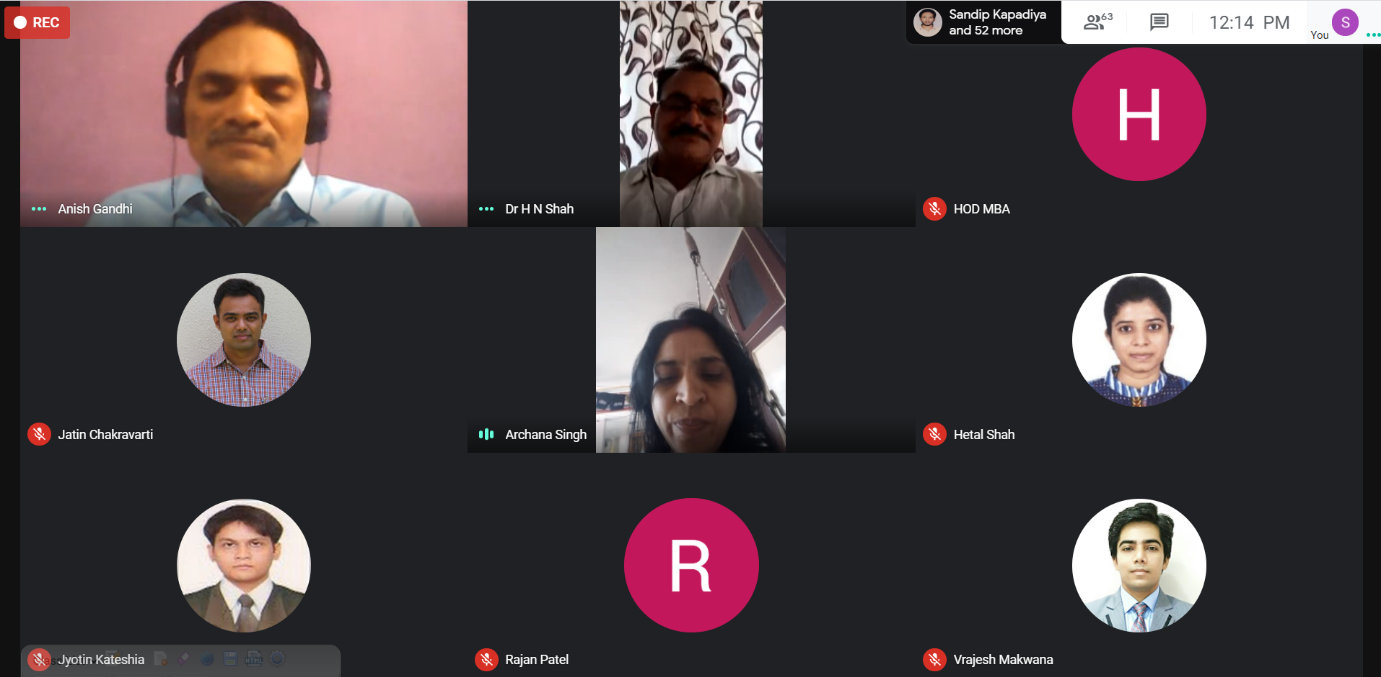 REC
Sandip Kapadiya
and 52 more
63
12:14 PM
You
S
H
Anish Gandhi
Dr H N Shah
HOD MBA
Jatin Chakravarti
Archana Singh
Hetal Shah
R
Jyotin Kateshia
Rajan Patel
Vrajesh Makwana